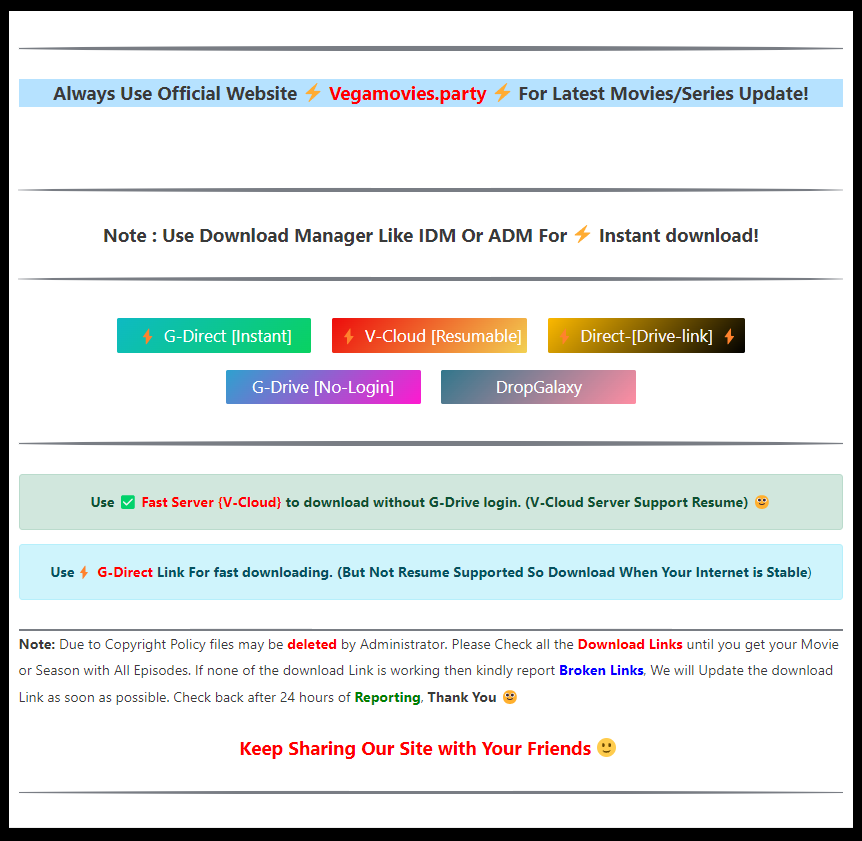 Always Use Official Website ⚡ Vegamovies.party ⚡ For Latest Movies/Series Update!
Note : Use Download Manager Like IDM Or ADM For ⚡ Instant download!
⚡ G-Direct [Instant]
⚡ V-Cloud [Resumable]
⚡ Direct-[Drive-link] ⚡
G-Drive [No-Login]
DropGalaxy
Use ✅ Fast Server {V-Cloud} to download without G-Drive login. (V-Cloud Server Support Resume) 🙂
Use ⚡ G-Direct Link For fast downloading. (But Not Resume Supported So Download When Your Internet is Stable)
Note: Due to Copyright Policy files may be deleted by Administrator. Please Check all the Download Links until you get your Movie
or Season with All Episodes. If none of the download Link is working then kindly report Broken Links, We will Update the download
Link as soon as possible. Check back after 24 hours of Reporting, Thank You 🙂
Keep Sharing Our Site with Your Friends 🙂